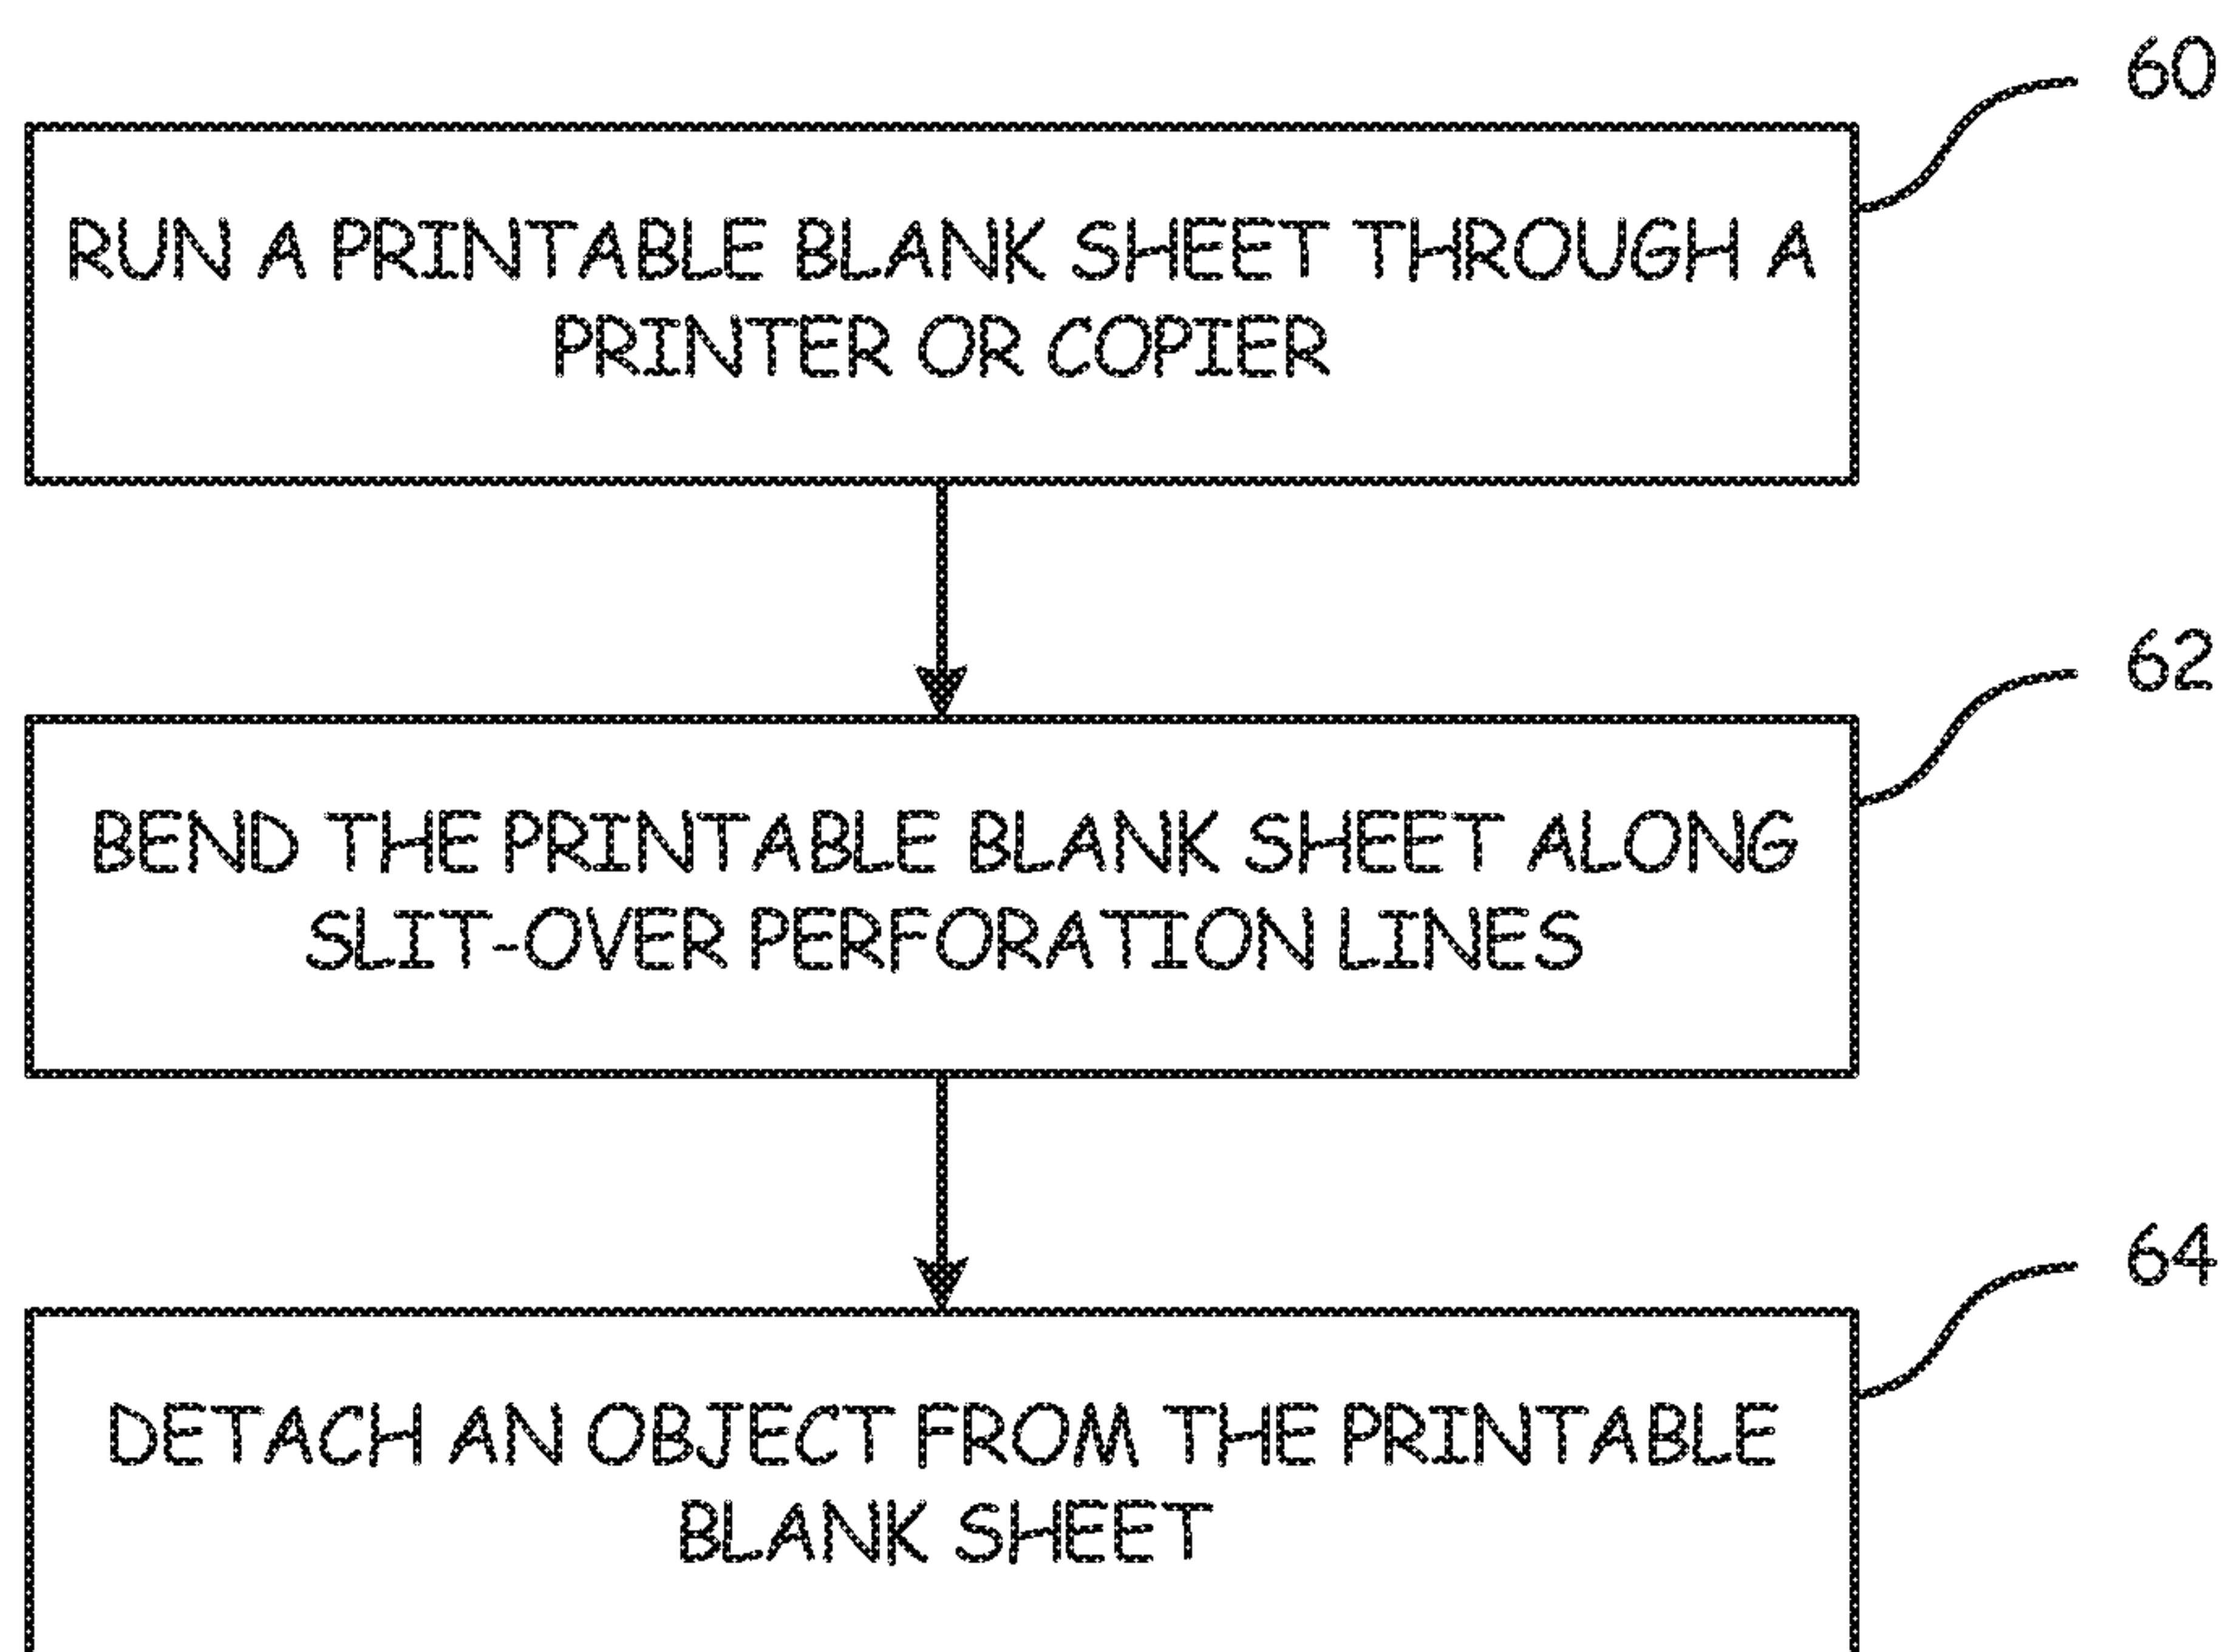 60
RUN A PRINTABLE BLANK SHEET THROUGH A
PRINTER OR COPIER
62
BEND THE PRINTABLE BLANK SHEET ALONG
SLIT-OVER PERFORATION LINES
64
DETACH AN OBJECT FROM THE PRINTABLE
BLANK SHEET